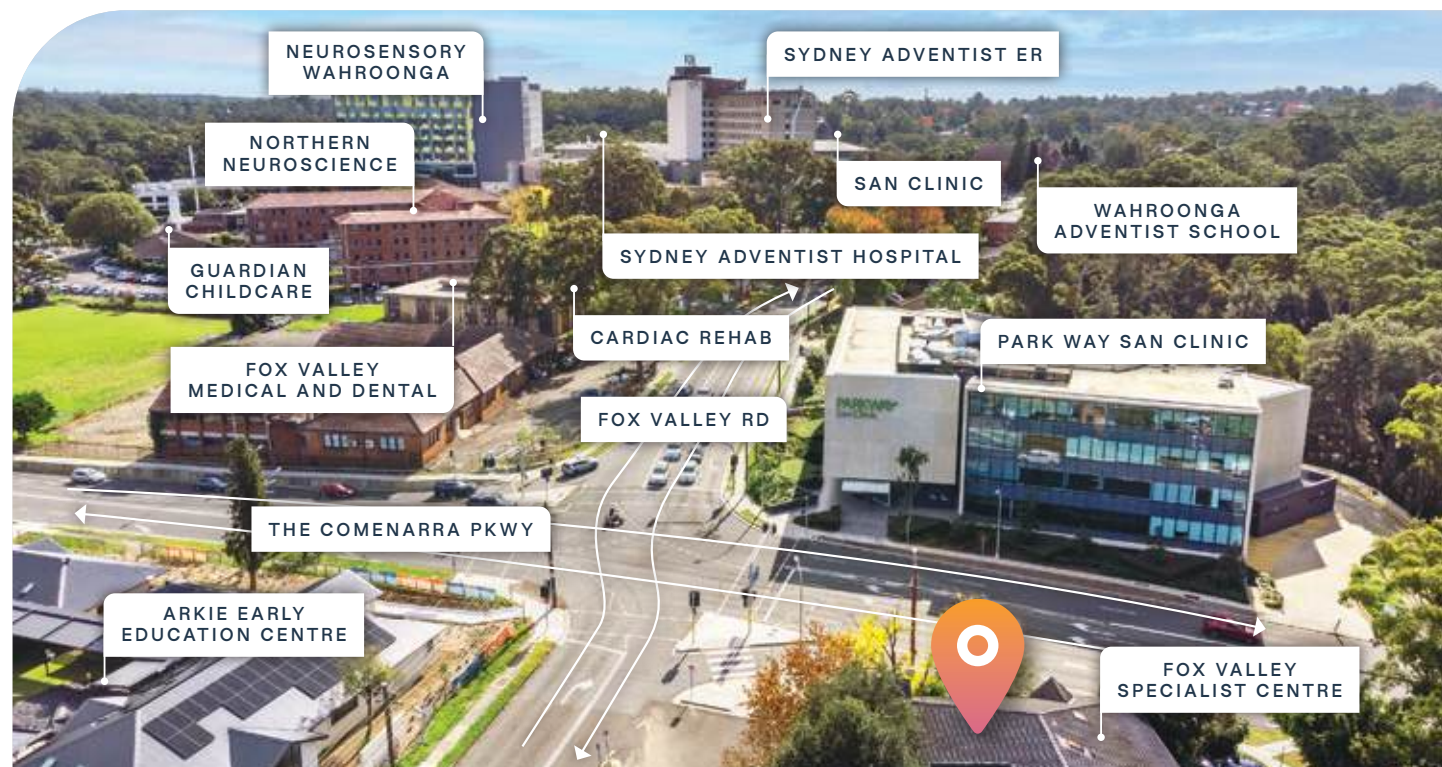 NEUROSENSORY
WAHROONGA
SYDNEY ADVENTIST ER
NORTHERN
NEUROSCIENCE
SAN CLINIC
WAHROONGA
ADVENTIST SCHOOL
SYDNEY ADVENTIST HOSPITAL
GUARDIAN
CHILDCARE
CARDIAC REHAB
PARK WAY SAN CLINIC
FOX VALLEY
MEDICAL AND DENTAL
PARKWAY
FOX VALLEY RD
THE COMENARRA PKWY
ARKIE EARLY
EDUCATION CENTRE
FOX VALLEY
SPECIALIST CENTRE